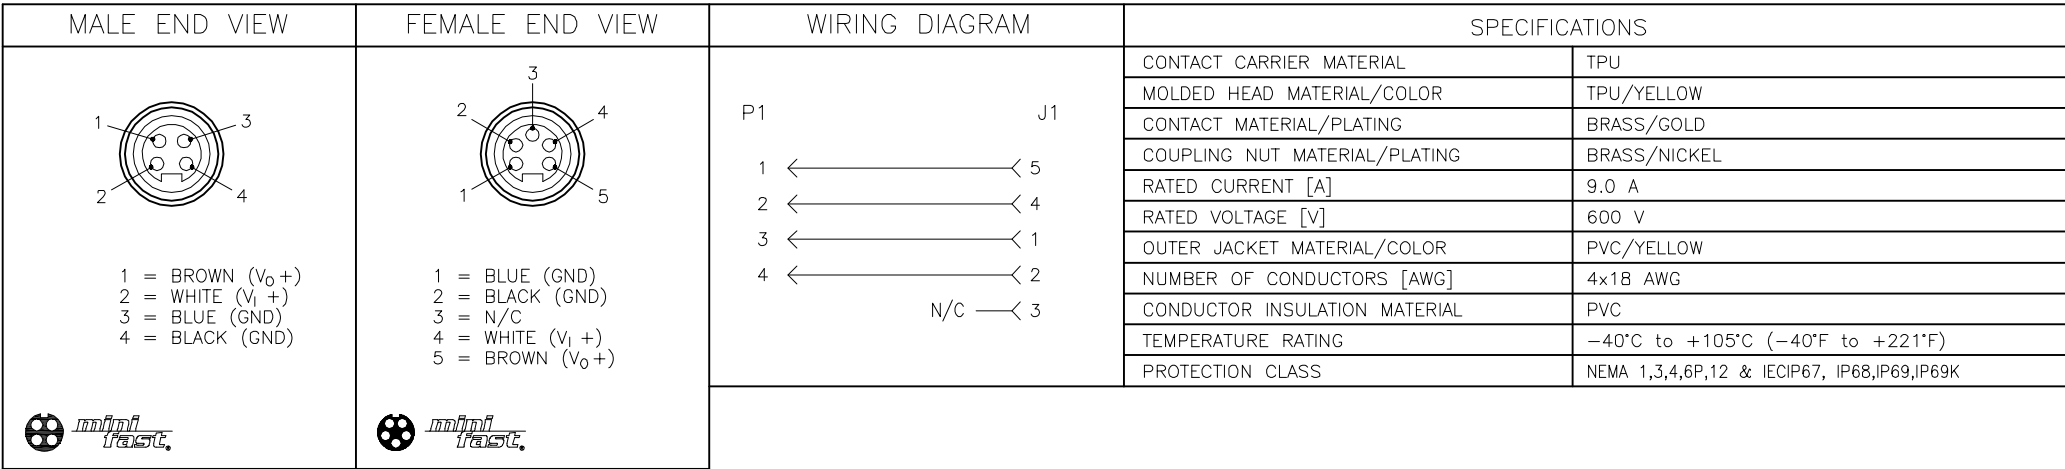 MALE END VIEW
1
3
2
4
1 = BROWN (VO+)
2 = WHITE (VI +)
3 = BLUE (GND)
4 = BLACK (GND)
mini
fast®
FEMALE END VIEW
3
2
4
1
5
1 = BLUE (GND)
2 = BLACK (GND)
3 = N/C
4 = WHITE (VI +)
5 = BROWN (VO+)
mini
fast®
WIRING DIAGRAM
P1 J1
1 5
2 4
3 1
4 2
N/C 3
SPECIFICATIONS
CONTACT CARRIER MATERIAL TPU
MOLDED HEAD MATERIAL/COLOR TPU/YELLOW
CONTACT MATERIAL/PLATING BRASS/GOLD
COUPLING NUT MATERIAL/PLATING BRASS/NICKEL
RATED CURRENT [A] 9.0 A
RATED VOLTAGE [V] 600 V
OUTER JACKET MATERIAL/COLOR PVC/YELLOW
NUMBER OF CONDUCTORS [AWG] 4x18 AWG
CONDUCTOR INSULATION MATERIAL PVC
TEMPERATURE RATING -40°C to +105°C (-40°F to +221°F)
PROTECTION CLASS NEMA 1,3,4,6P,12 & IECIP67, IP68,IP69,IP69K